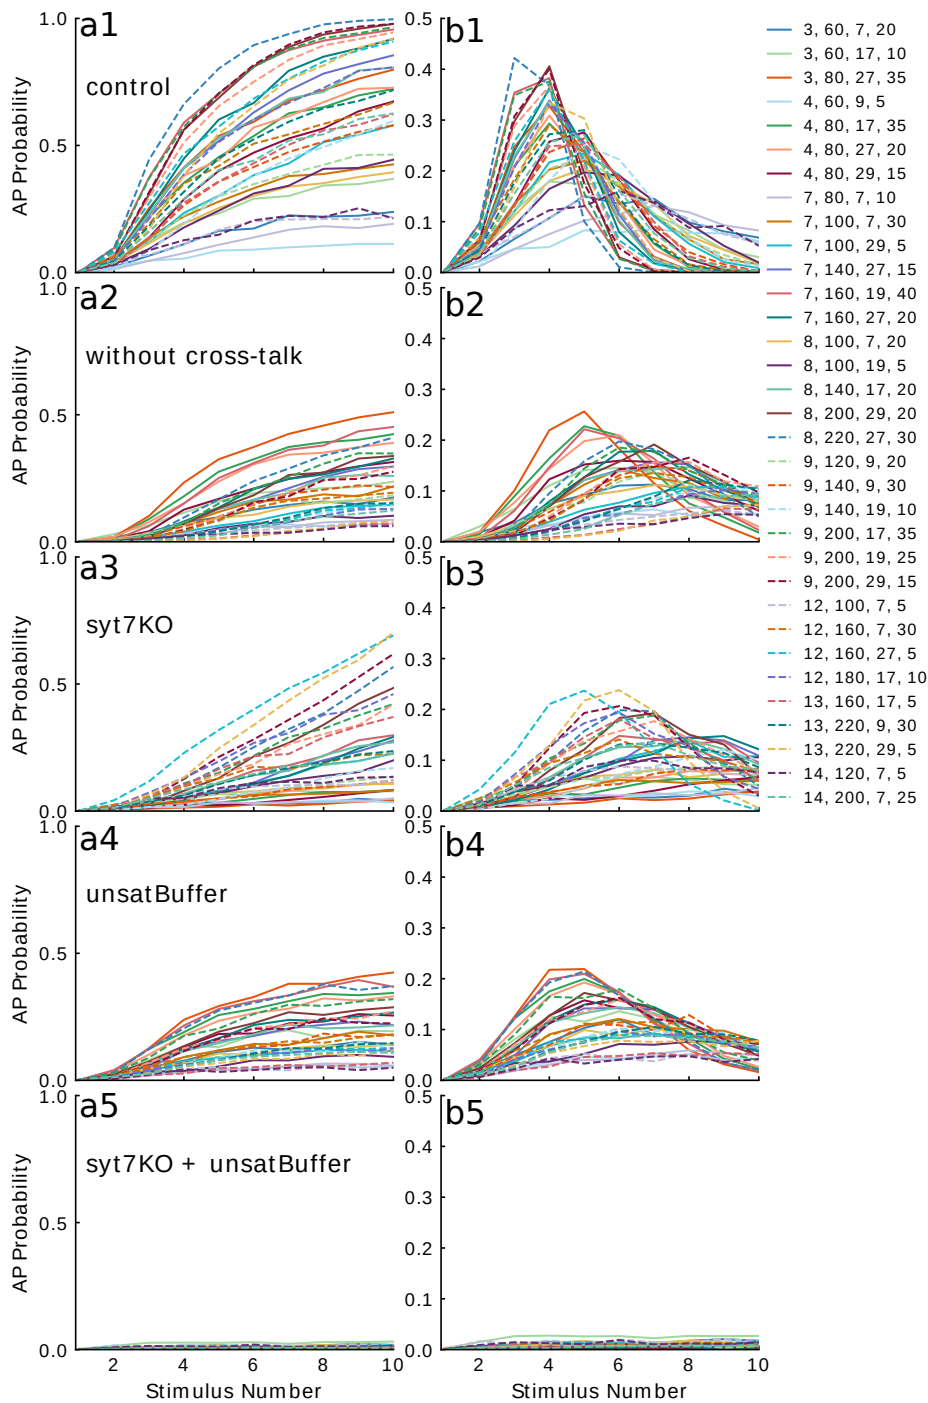 a1
control
AP Probability
1.0
0.5
0.0
b1
0.5
0.4
0.3
0.2
0.1
0.0
a2
without cross-talk
AP Probability
1.0
0.5
0.0
b2
0.5
0.4
0.3
0.2
0.1
0.0
a3
syt7KO
AP Probability
1.0
0.5
0.0
b3
0.5
0.4
0.3
0.2
0.1
0.0
a4
unsatBuffer
AP Probability
1.0
0.5
0.0
b4
0.5
0.4
0.3
0.2
0.1
0.0
a5
syt7KO + unsatBuffer
AP Probability
1.0
0.5
0.0
2 4 6 8 10
Stimulus Number
b5
0.5
0.4
0.3
0.2
0.1
0.0
2 4 6 8 10
Stimulus Number
3, 60, 7, 20
3, 60, 17, 10
3, 80, 27, 35
4, 60, 9, 5
4, 80, 17, 35
4, 80, 27, 20
4, 80, 29, 15
7, 80, 7, 10
7, 100, 7, 30
7, 100, 29, 5
7, 140, 27, 15
7, 160, 19, 40
7, 160, 27, 20
8, 100, 7, 20
8, 100, 19, 5
8, 140, 17, 20
8, 200, 29, 20
8, 220, 27, 30
9, 120, 9, 20
9, 140, 9, 30
9, 140, 19, 10
9, 200, 17, 35
9, 200, 19, 25
9, 200, 29, 15
12, 100, 7, 5
12, 160, 7, 30
12, 160, 27, 5
12, 180, 17, 10
13, 160, 17, 5
13, 220, 9, 30
13, 220, 29, 5
14, 120, 7, 5
14, 200, 7, 25